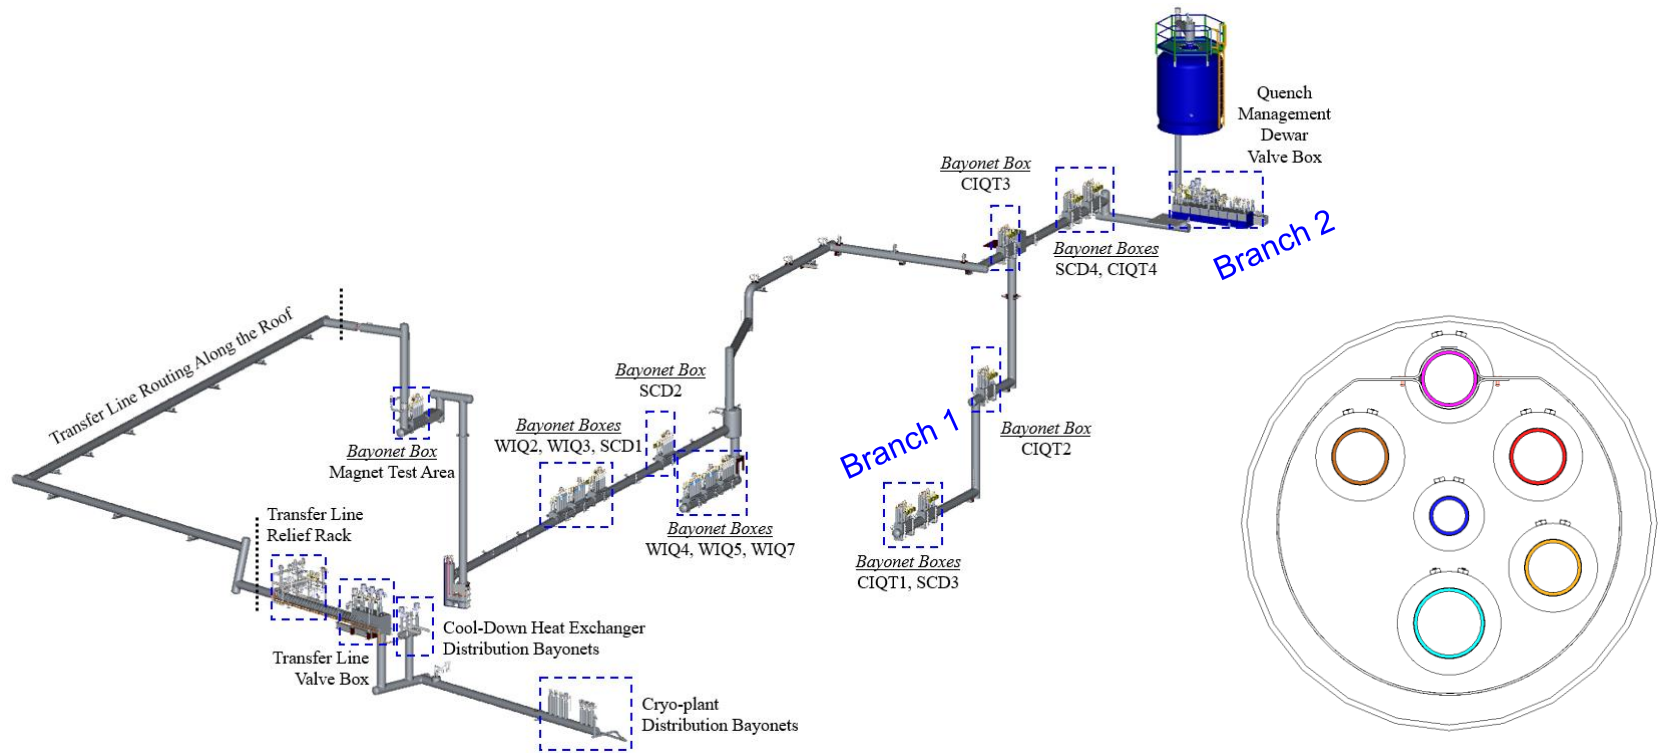 Quench
Management
Dewar
Valve Box
Bayonet Box
CIQT3
Bayonet Boxes
SCD4, CIQT4
Branch 2
Transfer Line Routing Along the Roof
Bayonet Box
SCD2
Bayonet Boxes
WIQ2, WIQ3, SCD1
Bayonet Box
Magnet Test Area
Branch 1
Bayonet Box
CIQT2
Transfer Line
Relief Rack
Bayonet Boxes
WIQ4, WIQ5, WIQ7
Bayonet Boxes
CIQT1, SCD3
Cool-Down Heat Exchanger
Distribution Bayonets
Transfer Line
Valve Box
Cryo-plant
Distribution Bayonets